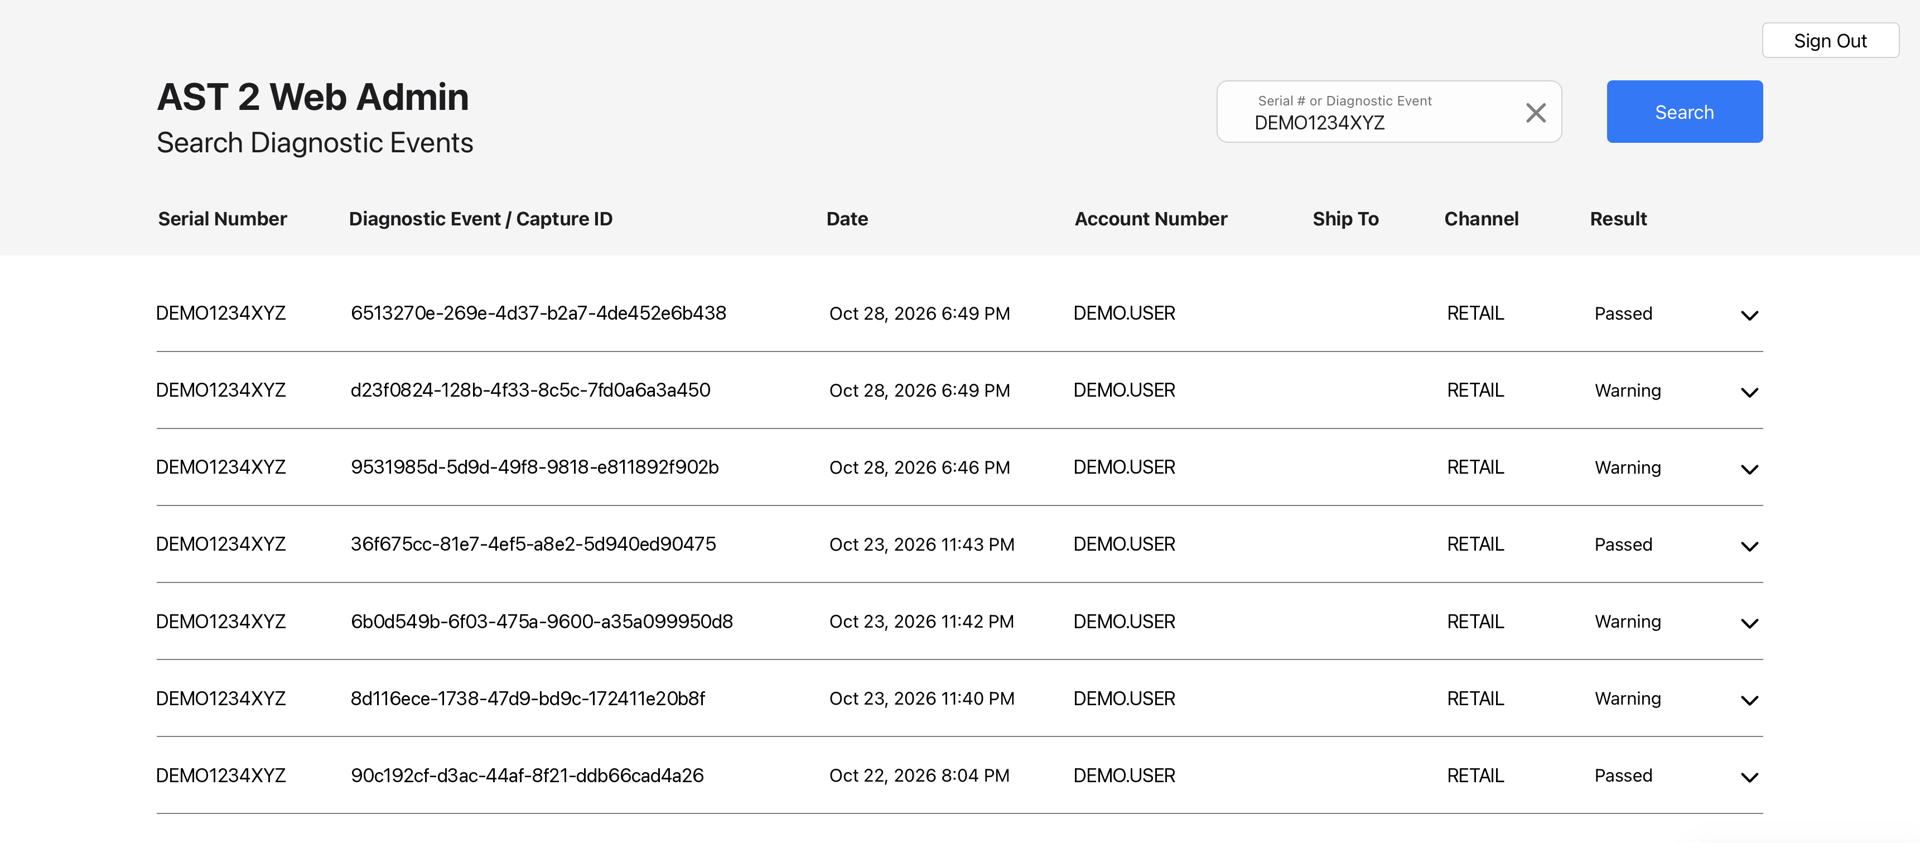 Sign Out
AST 2 Web Admin
Search Diagnostic Events
Serial # or Diagnostic Event
DEMO1234XYZ
Search
Serial Number Diagnostic Event / Capture ID Date Account Number Ship To Channel Result
DEMO1234XYZ 6513270e-269e-4d37-b2a7-4de452e6b438 Oct 28, 2026 6:49 PM DEMO.USER RETAIL Passed
DEMO1234XYZ d23f0824-128b-4f33-8c5c-7fd0a6a3a450 Oct 28, 2026 6:49 PM DEMO.USER RETAIL Warning
DEMO1234XYZ 9531985d-5d9d-49f8-9818-e811892f902b Oct 28, 2026 6:46 PM DEMO.USER RETAIL Warning
DEMO1234XYZ 36f675cc-81e7-4ef5-a8e2-5d940ed90475 Oct 23, 2026 11:43 PM DEMO.USER RETAIL Passed
DEMO1234XYZ 6b0d549b-6f03-475a-9600-a35a099950d8 Oct 23, 2026 11:42 PM DEMO.USER RETAIL Warning
DEMO1234XYZ 8d116ece-1738-47d9-bd9c-172411e20b8f Oct 23, 2026 11:40 PM DEMO.USER RETAIL Warning
DEMO1234XYZ 90c192cf-d3ac-44af-8f21-ddb66cad4a26 Oct 22, 2026 8:04 PM DEMO.USER RETAIL Passed